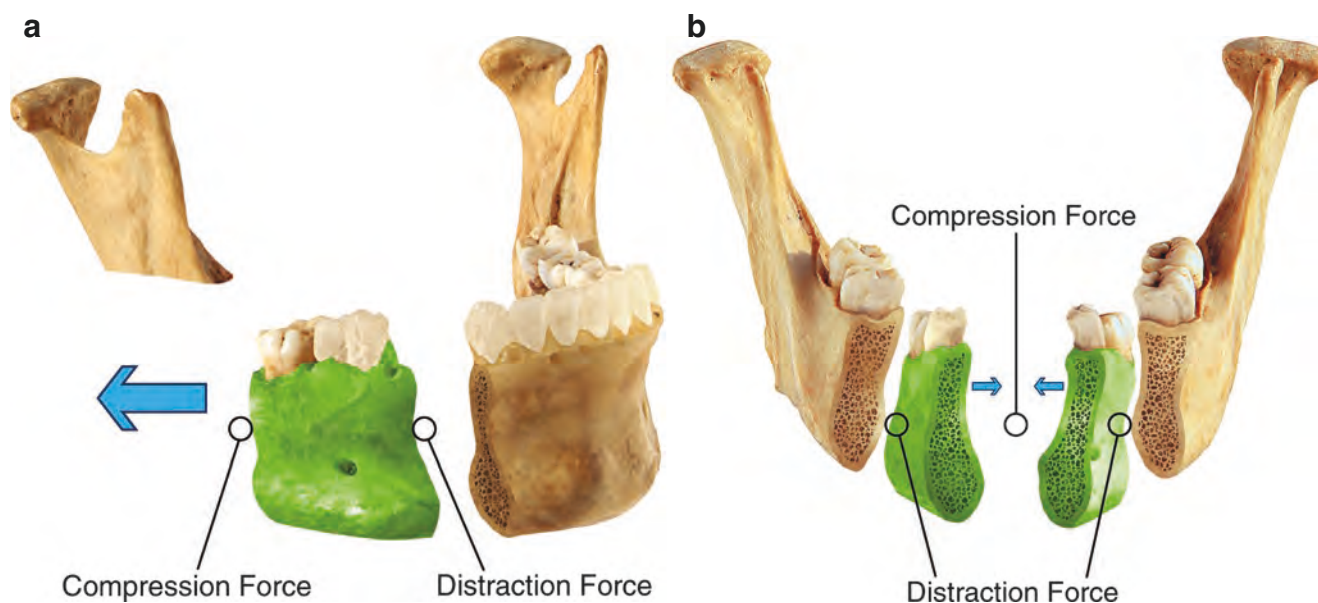 a
b
Compression Force
Compression Force
Distraction Force
Distraction Force